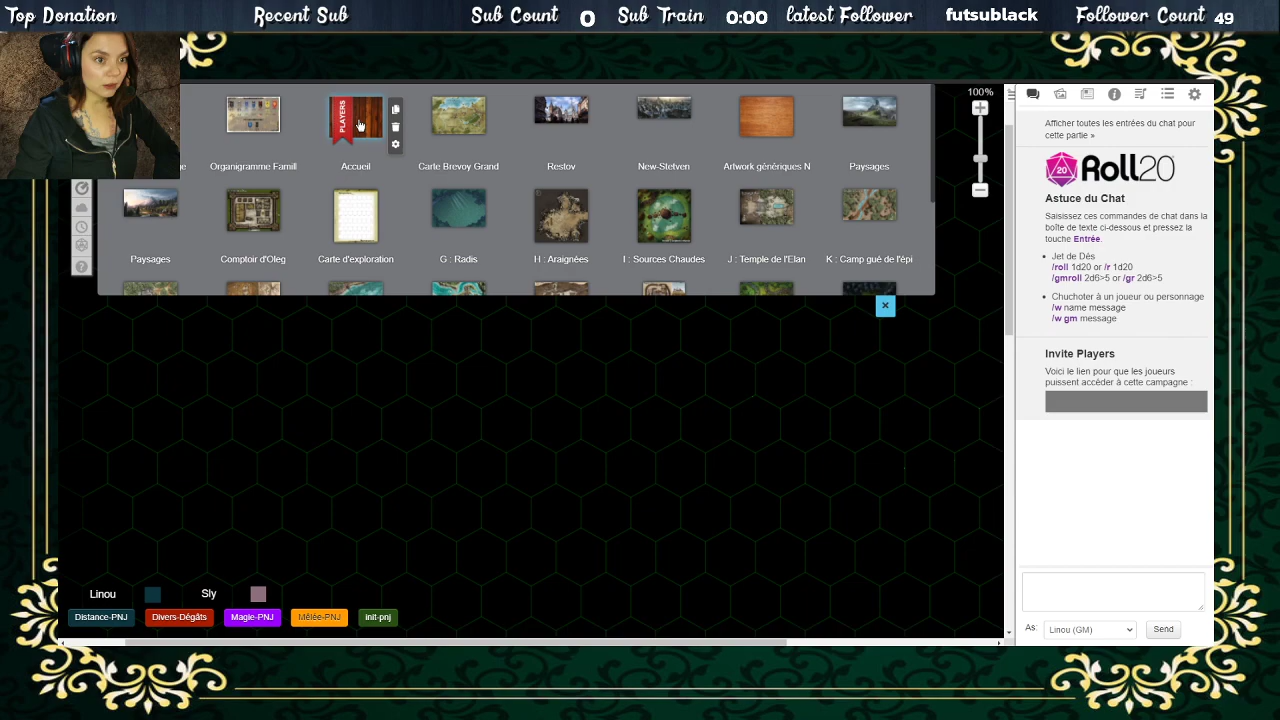 Top Donation
Recent Sub
Sub Count 0
Sub Train 0:00
latest Follower
futsublack
Follower Count 49
100%
PLAYERS
Organigramme Famill
Accueil
Carte Brevoy Grand
Restov
New-Stetven
Artwork génériques N
Paysages
Paysages
Comptoir d'Oleg
Carte d'exploration
G : Radis
H : Araignées
I : Sources Chaudes
J : Temple de l'Elan
K : Camp gué de l'épi
Afficher toutes les entrées du chat pour
cette partie »
20
Roll20
Astuce du Chat
Saisissez ces commandes de chat dans la
boîte de texte ci-dessous et pressez la
touche Entrée.
• Jet de Dés
/roll 1d20 or /r 1d20
/gmroll 2d6>5 or /gr 2d6>5
• Chuchoter à un joueur ou personnage
/w name message
/w gm message
Invite Players
Voici le lien pour que les joueurs
puissent accéder à cette campagne :
Linou
Sly
Distance-PNJ
Divers-Dégâts
Magie-PNJ
Mêlée-PNJ
init-pnj
As:
Linou (GM)
Send